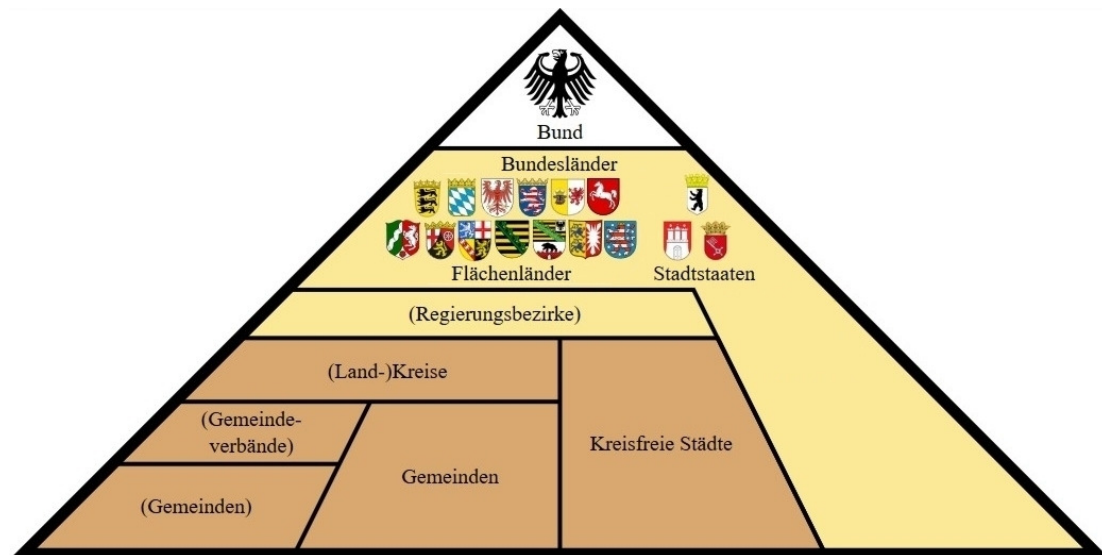 Bund
Bundesländer
Flächenländer
Stadtstaaten
(Regierungsbezirke)
(Land-)Kreise
(Gemeinde-
verbände)
Kreisfreie Städte
Gemeinden
(Gemeinden)